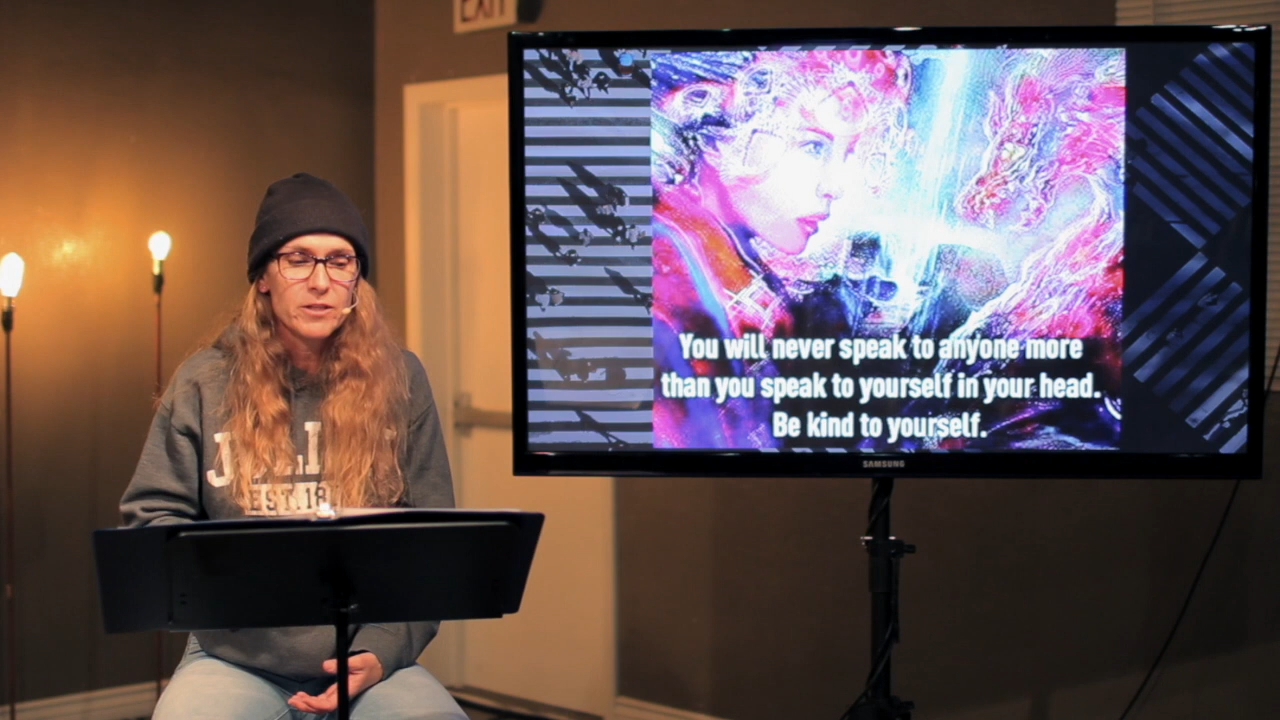 EXIT
You will never speak to anyone more
than you speak to yourself in your head.
Be kind to yourself.
SAMSUNG
EST. 18